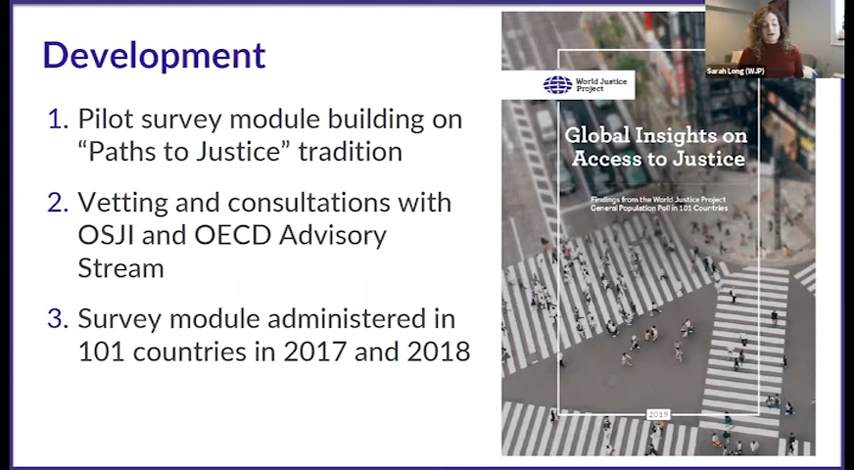 Development
1. Pilot survey module building on
“Paths to Justice” tradition
2. Vetting and consultations with
OSJI and OECD Advisory
Stream
3. Survey module administered in
101 countries in 2017 and 2018
World Justice
Project
Global Insights on
Access to Justice
Findings from the World Justice Project
General Population Poll in 101 Countries
2019
Sarah Long (WJP)